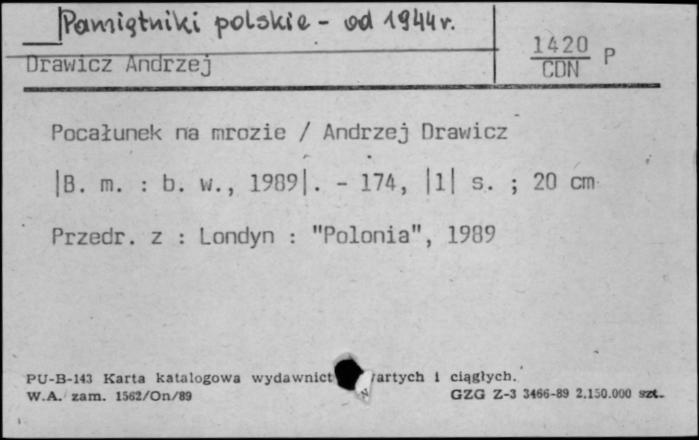 Pamiętniki polskie - od 1944 r.
Drawicz Andrzej
1420 P
CDN
Pocałunek na mrozie / Andrzej Drawicz
|B. m. : b. w., 1989|. - 174, |1| s. ; 20 cm
Przedr. z : Londyn : "Polonia", 1989
PU-B-143 Karta katalogowa wydawnict artych i ciągłych.
W.A. zam. 1562/On/89 GZG Z-3 3466-89 2.150.000 szt.